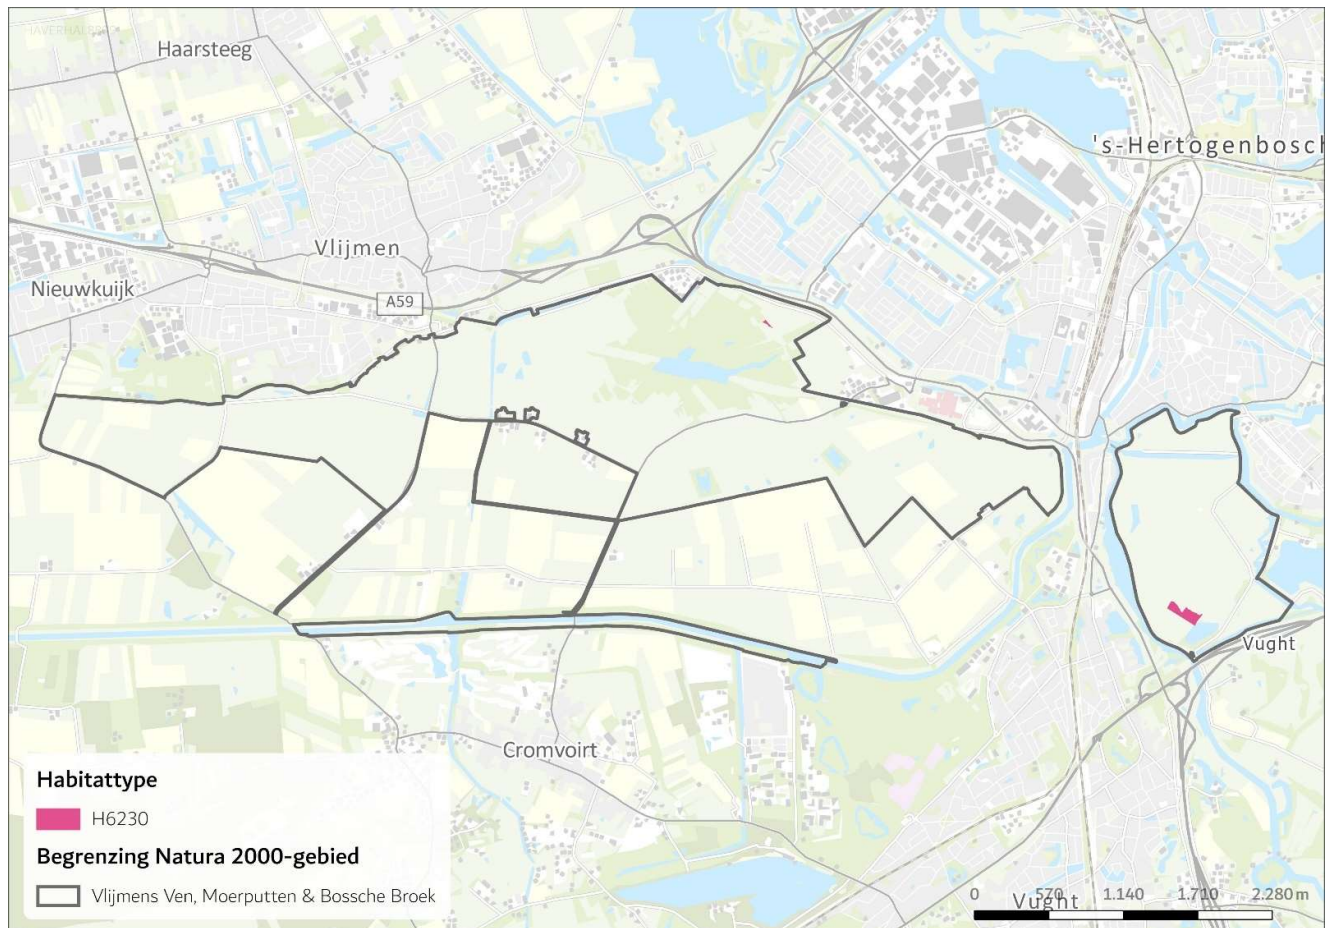 Haarsteeg
's-Hertogenbosch
Vlijmen
Nieuwkuijk
A59
Vught
Cromvoirt
Habitattype
H6230
Begrenzing Natura 2000-gebied
Vlijmens Ven, Moerputten & Bossche Broek
0 570 1.140 1.710 2.280 m
Vught